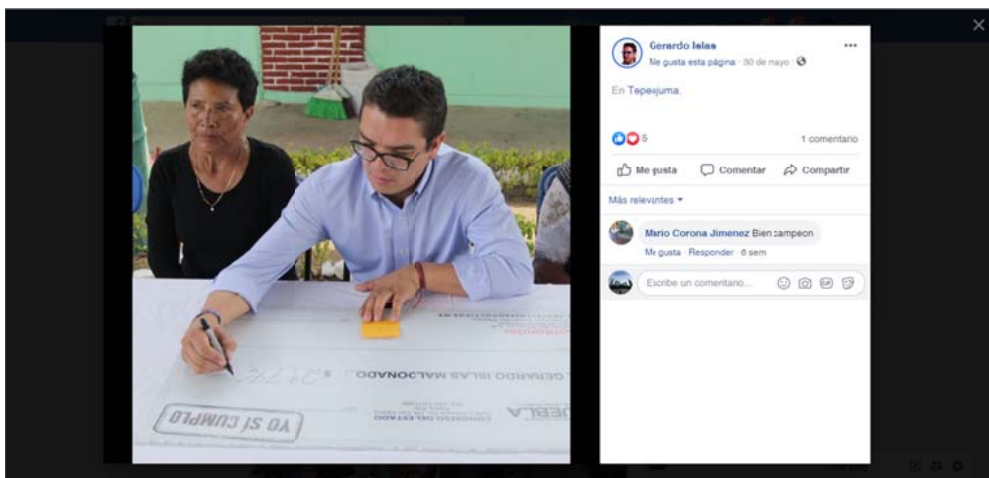 Gerardo Islas
Me gusta esta página · 30 de mayo ·
En Tepexjuma.
5
1 comentario
Me gusta
Comentar
Compartir
Más relevantes
Mario Corona Jimenez Bien campeon
Me gusta · Responder · 6 sem
Escribe un comentario...
GERARDO ISLAS MALDONADO $
CONGRESO DEL ESTADO
PUEBLA
YO SÍ CUMPLO